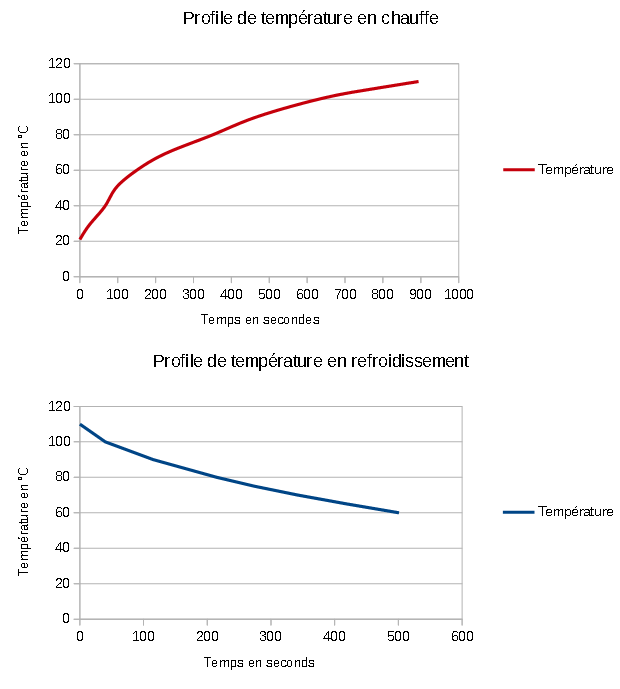 Profile de température en chauffe
120
100
80
60
40
20
0
Température en °C
0 100 200 300 400 500 600 700 800 900 1000
Temps en secondes
Température
Profile de température en refroidissement
120
100
80
60
40
20
0
Température en °C
0 100 200 300 400 500 600
Temps en seconds
Température